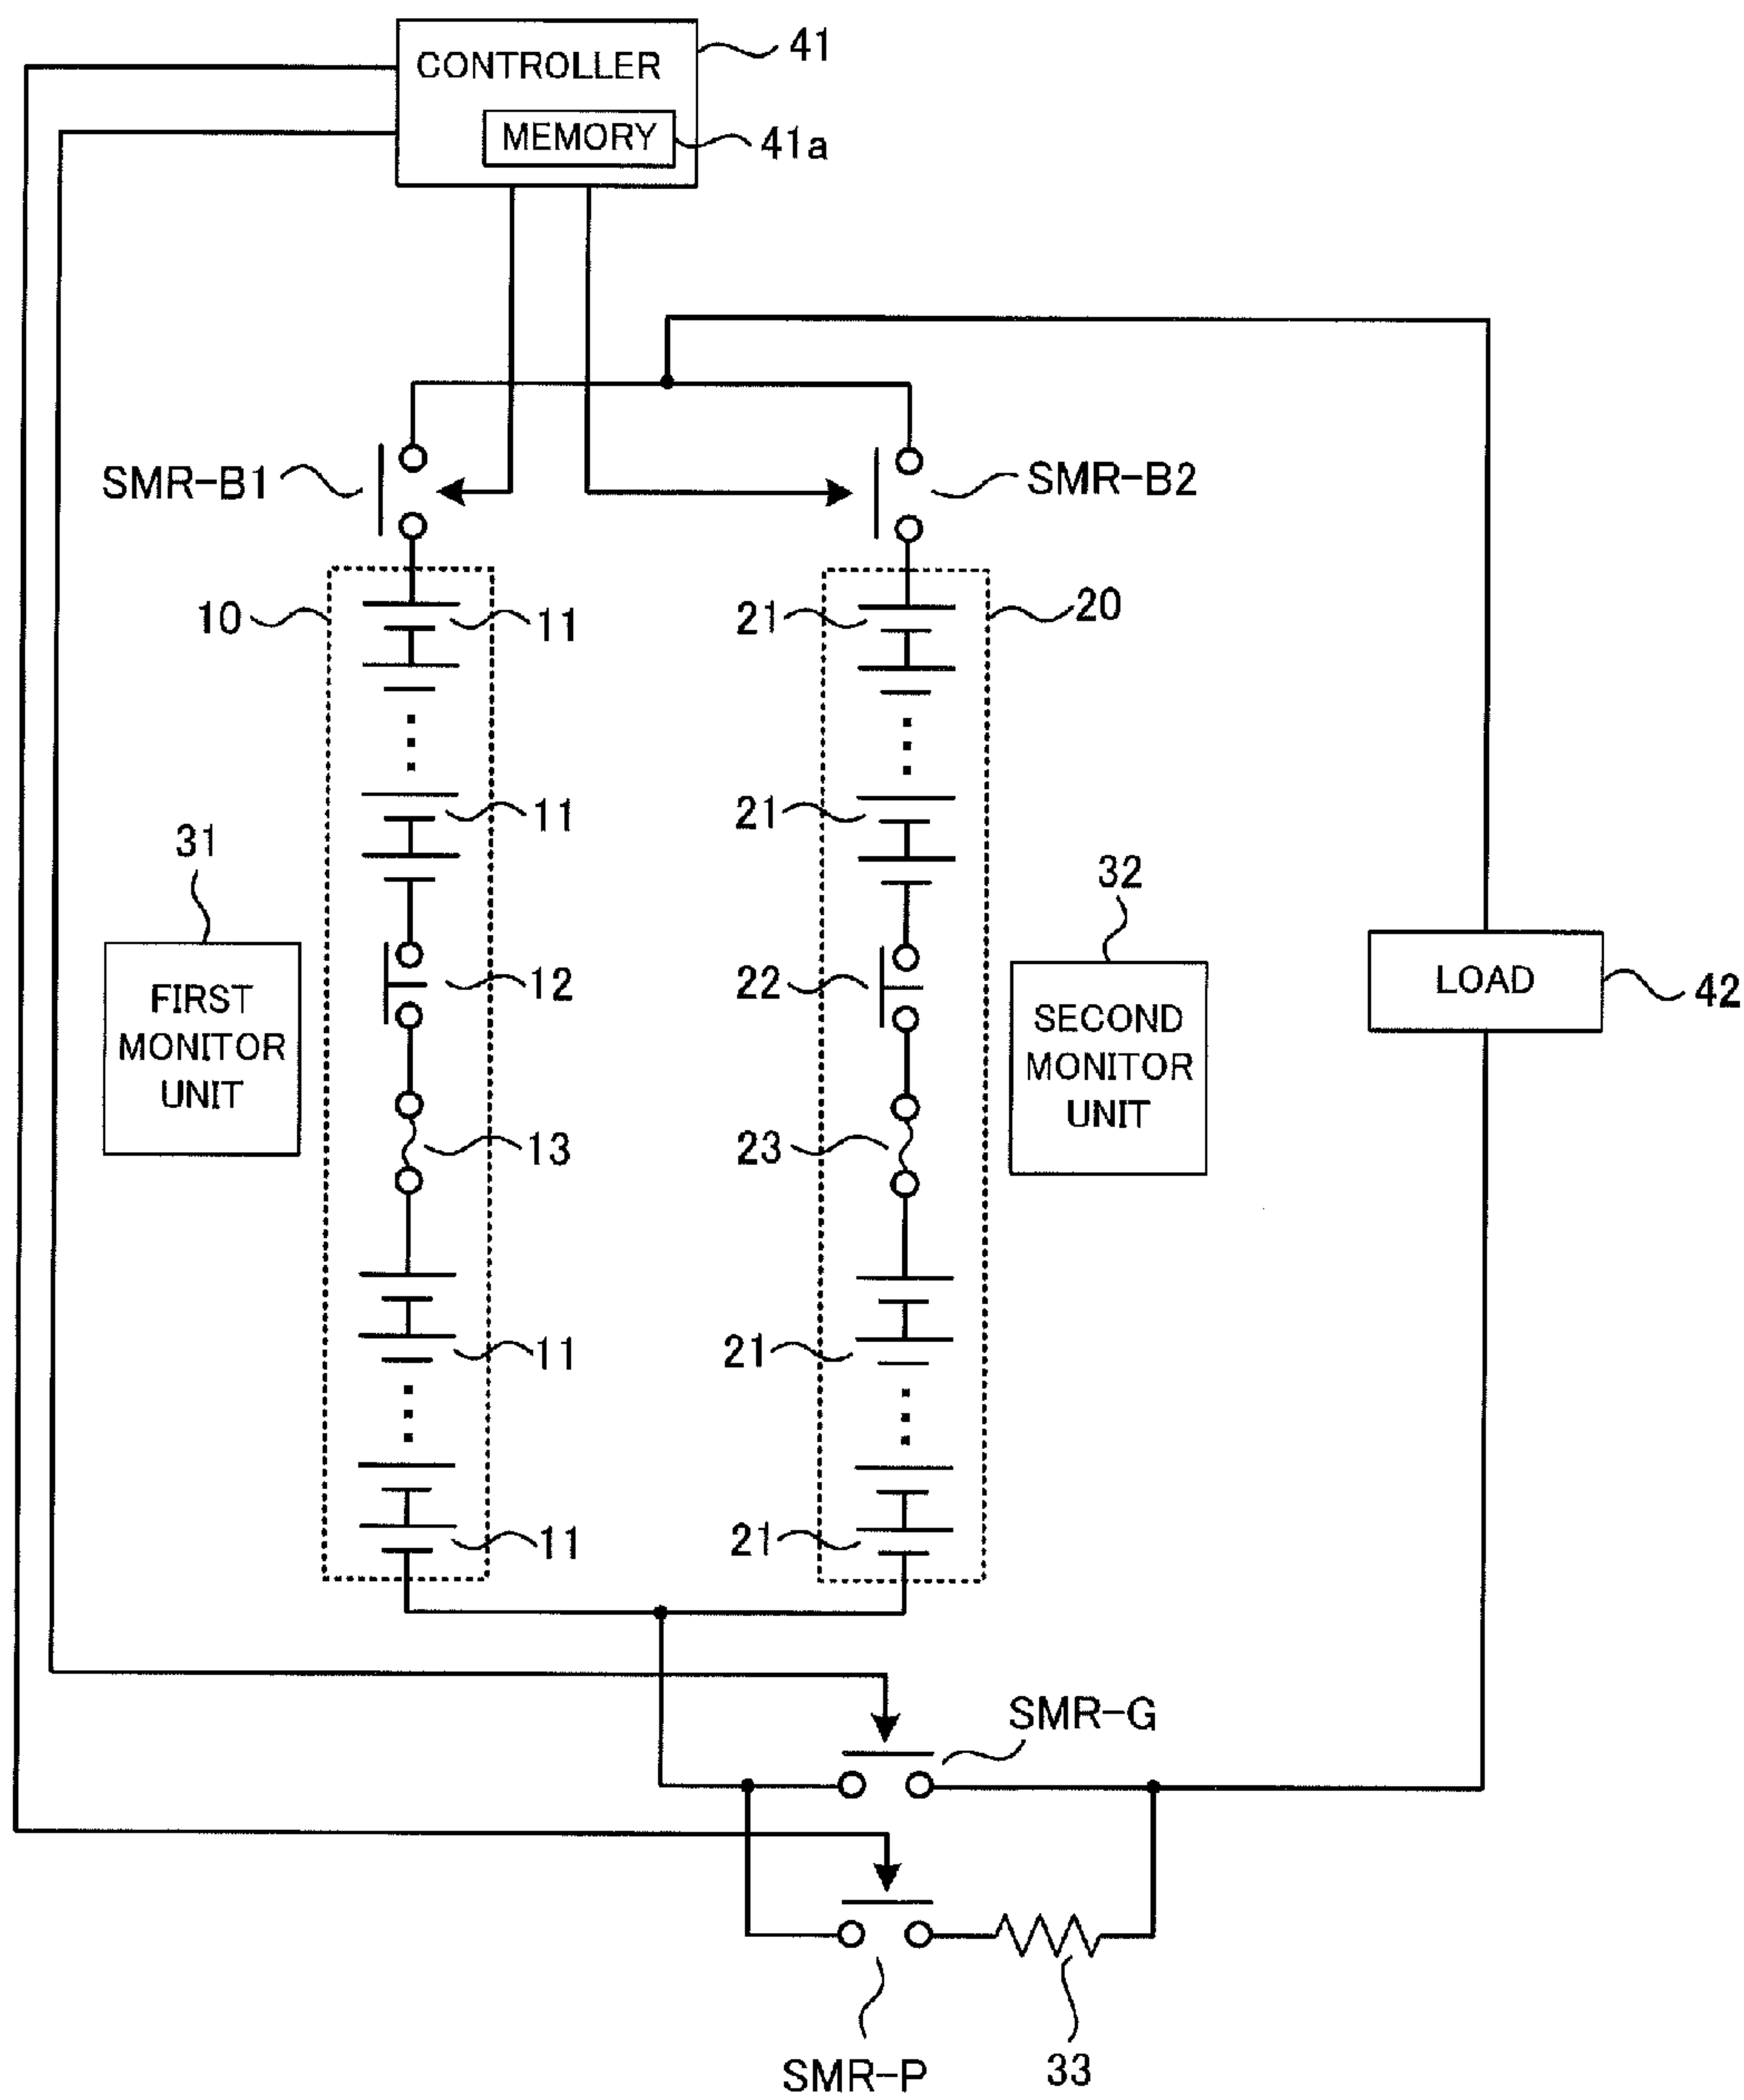 41
CONTROLLER
MEMORY
41a
SMR-B1
SMR-B2
10
11
21
20
11
21
31
32
FIRST
MONITOR
UNIT
12
22
SECOND
MONITOR
UNIT
LOAD
42
13
23
11
21
11
21
SMR-G
SMR-P
33